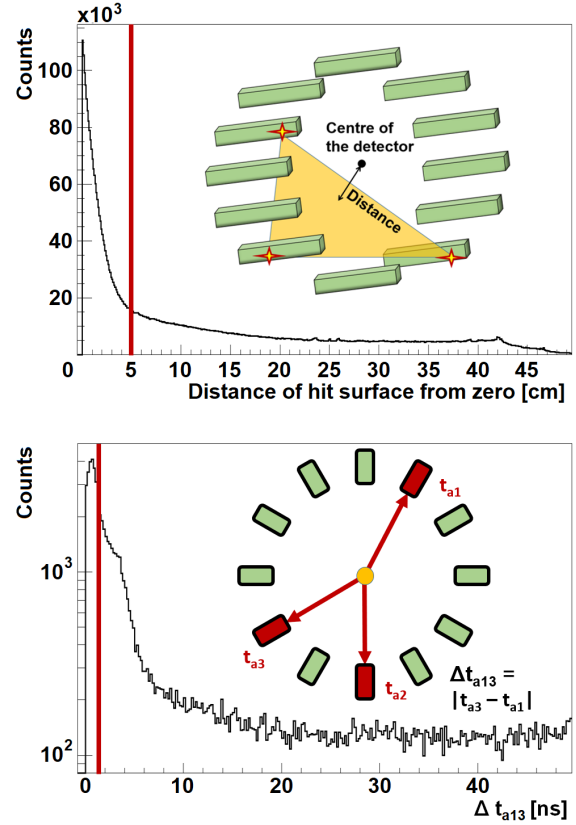 ×10³
Counts
100
80
60
40
20
0
0 5 10 15 20 25 30 35 40 45
Distance of hit surface from zero [cm]
Centre of
the detector
Distance
Counts
10³
10²
0 10 20 30 40
Δ t_a13 [ns]
t_a1
t_a3
t_a2
Δt_a13 =
|t_a3 − t_a1|